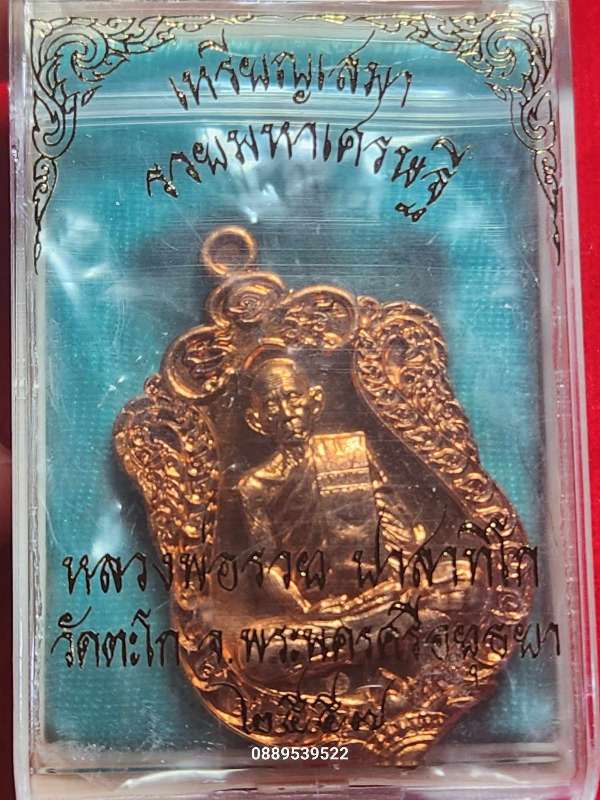 เหรียญเสมา
รวยมหาเศรษฐี
หลวงพ่อรวย ปาสาทิโก
วัดตะโก จ.พระนครศรีอยุธยา
๒๕๕๗
0889539522